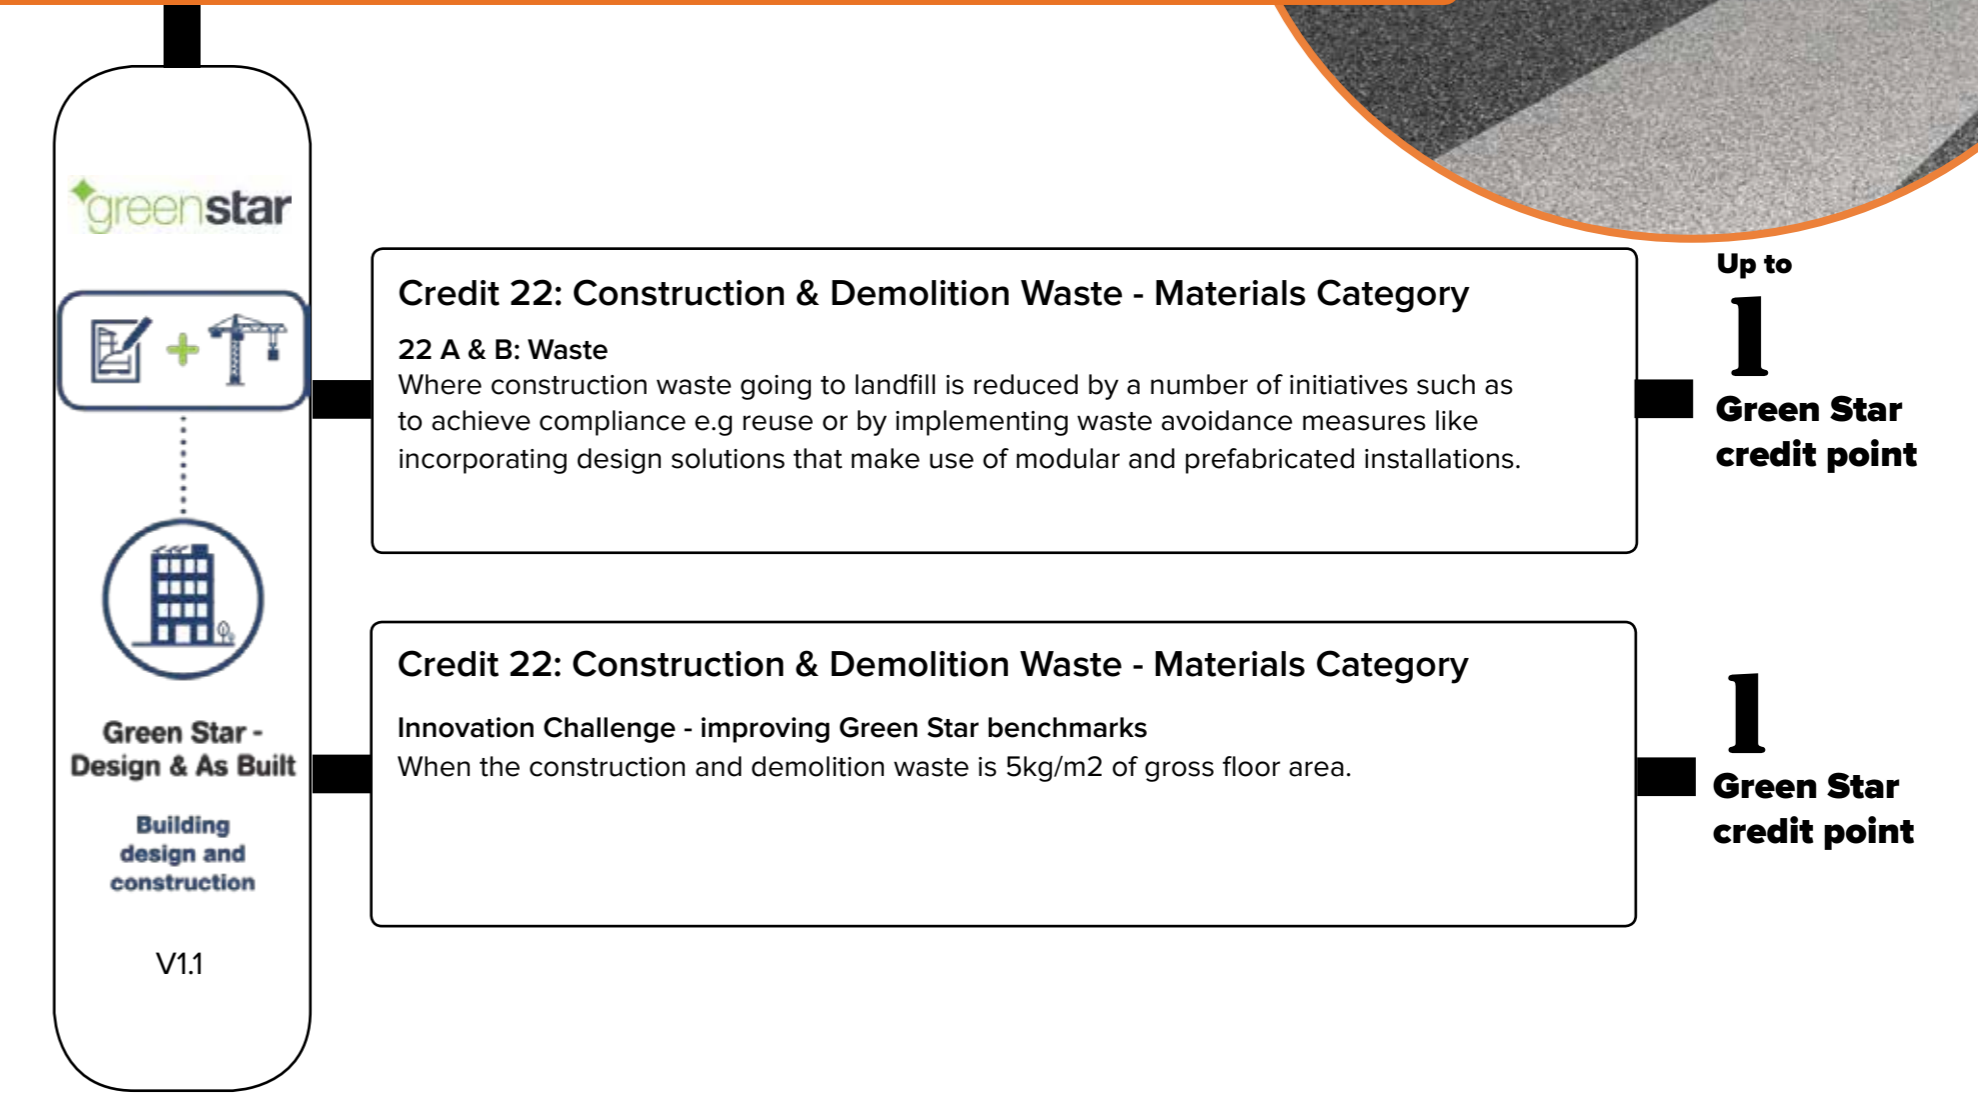 greenstar
Green Star -
Design & As Built
Building
design and
construction
V1.1
Credit 22: Construction & Demolition Waste - Materials Category
22 A & B: Waste
Where construction waste going to landfill is reduced by a number of initiatives such as
to achieve compliance e.g reuse or by implementing waste avoidance measures like
incorporating design solutions that make use of modular and prefabricated installations.
Up to
1
Green Star
credit point
Credit 22: Construction & Demolition Waste - Materials Category
Innovation Challenge - improving Green Star benchmarks
When the construction and demolition waste is 5kg/m2 of gross floor area.
1
Green Star
credit point